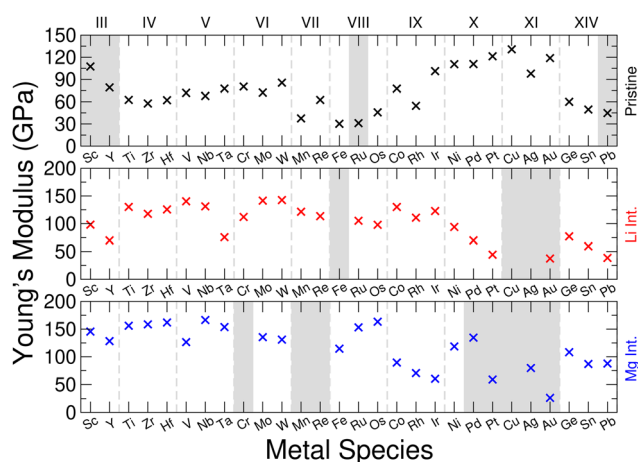 III IV V VI VII VIII IX X XI XIV
150
120
90
60
30
0
Pristine
Sc Y Ti Zr Hf V Nb Ta Cr Mo W Mn Re Fe Ru Os Co Rh Ir Ni Pd Pt Cu Ag Au Ge Sn Pb
Young's Modulus (GPa)
200
150
100
50
0
Li Int.
Sc Y Ti Zr Hf V Nb Ta Cr Mo W Mn Re Fe Ru Os Co Rh Ir Ni Pd Pt Cu Ag Au Ge Sn Pb
200
150
100
50
0
Mg Int.
Sc Y Ti Zr Hf V Nb Ta Cr Mo W Mn Re Fe Ru Os Co Rh Ir Ni Pd Pt Cu Ag Au Ge Sn Pb
Metal Species